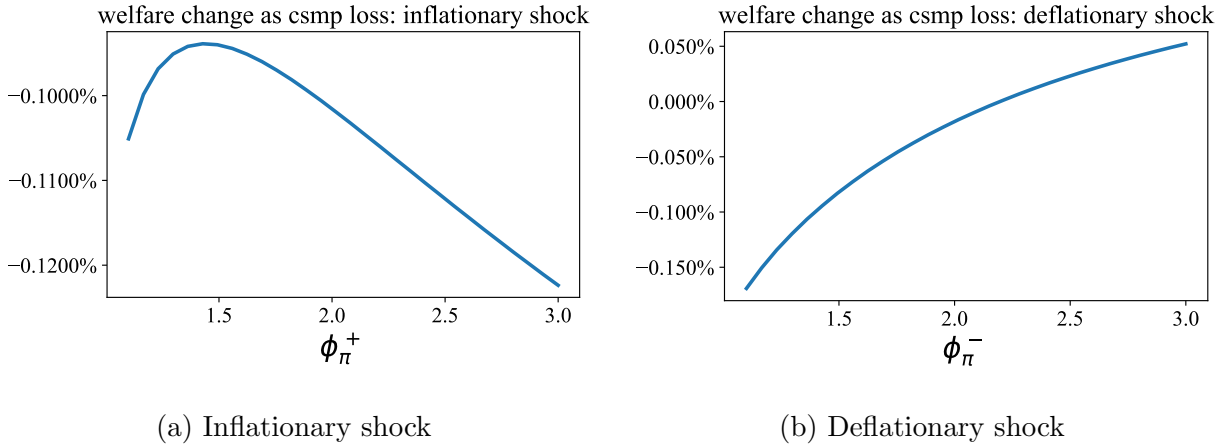 welfare change as csmp loss: inflationary shock
−0.1000%
−0.1100%
−0.1200%
1.5 2.0 2.5 3.0
ϕπ+
(a) Inflationary shock
welfare change as csmp loss: deflationary shock
0.050%
0.000%
−0.050%
−0.100%
−0.150%
1.5 2.0 2.5 3.0
ϕπ−
(b) Deflationary shock